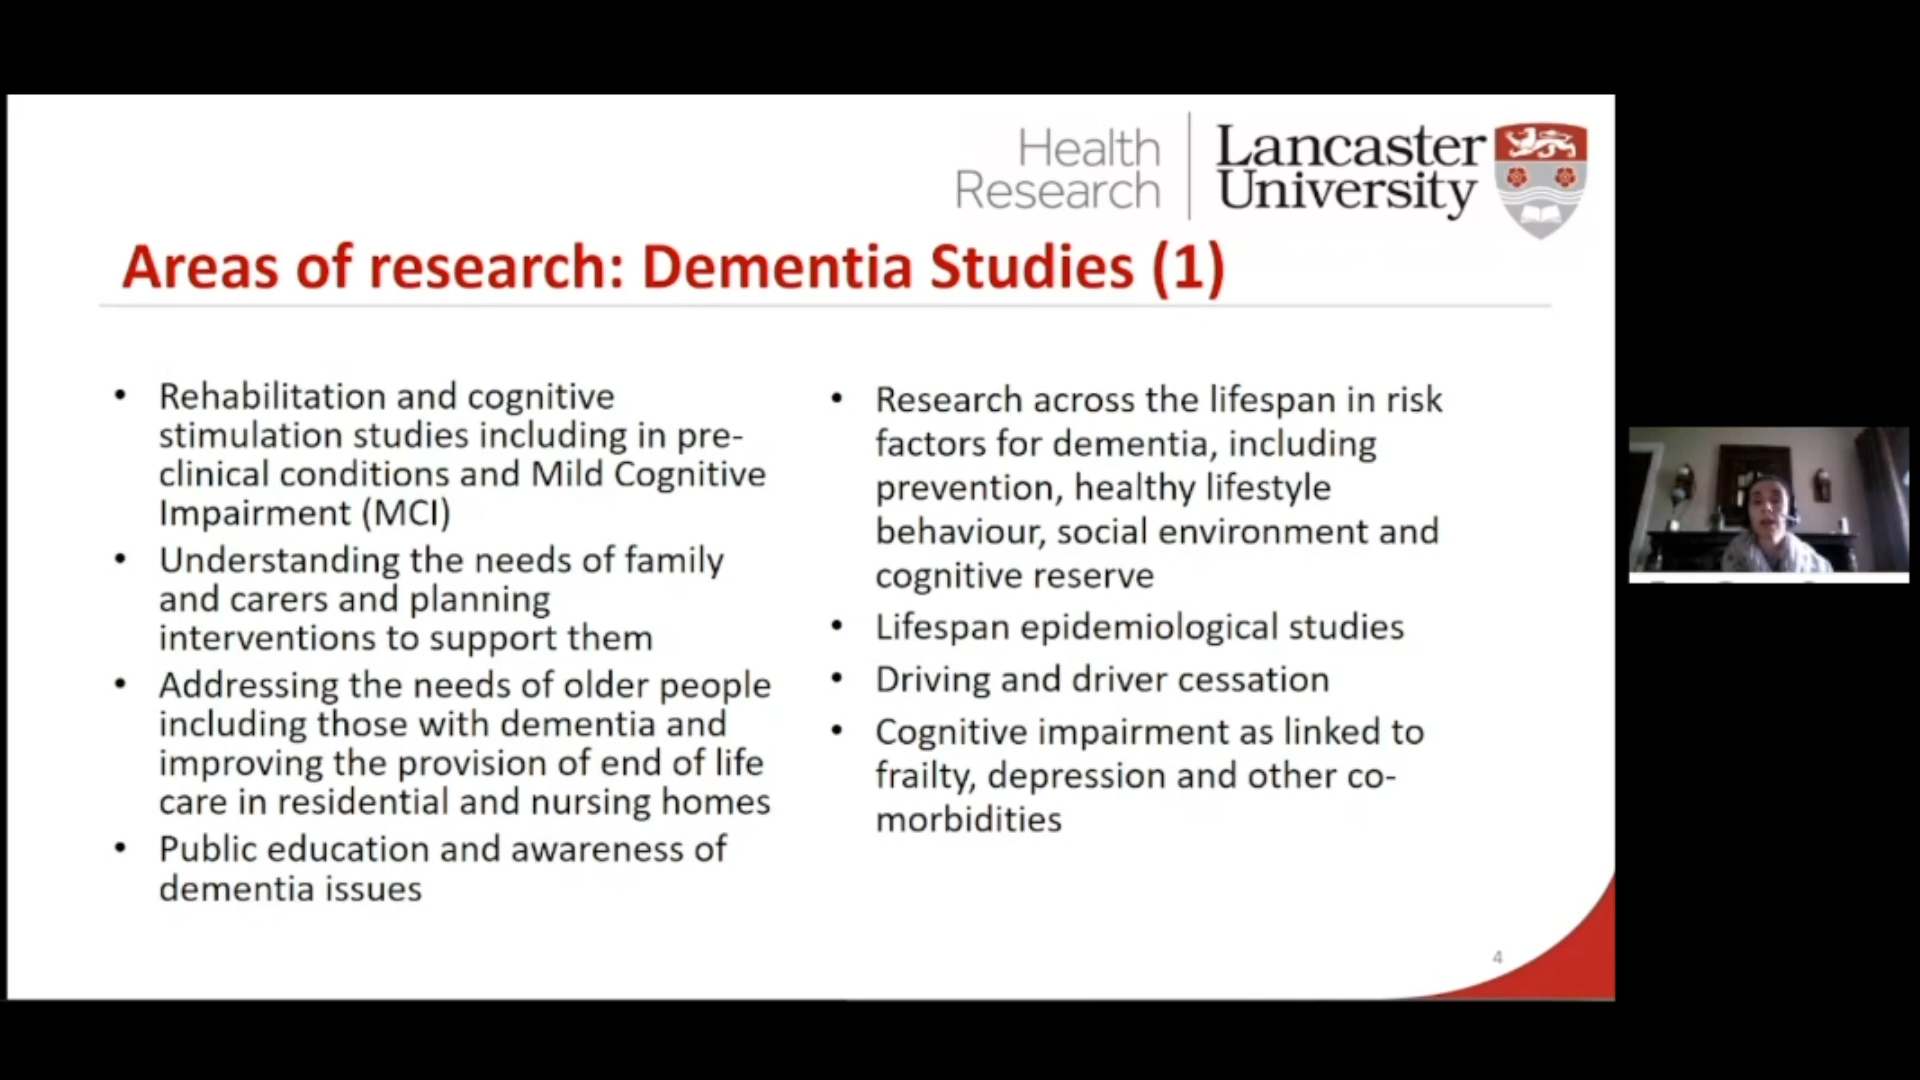 Health
Research
Lancaster
University
Areas of research: Dementia Studies (1)
• Rehabilitation and cognitive
stimulation studies including in pre-
clinical conditions and Mild Cognitive
Impairment (MCI)
• Understanding the needs of family
and carers and planning
interventions to support them
• Addressing the needs of older people
including those with dementia and
improving the provision of end of life
care in residential and nursing homes
• Public education and awareness of
dementia issues
• Research across the lifespan in risk
factors for dementia, including
prevention, healthy lifestyle
behaviour, social environment and
cognitive reserve
• Lifespan epidemiological studies
• Driving and driver cessation
• Cognitive impairment as linked to
frailty, depression and other co-
morbidities
4